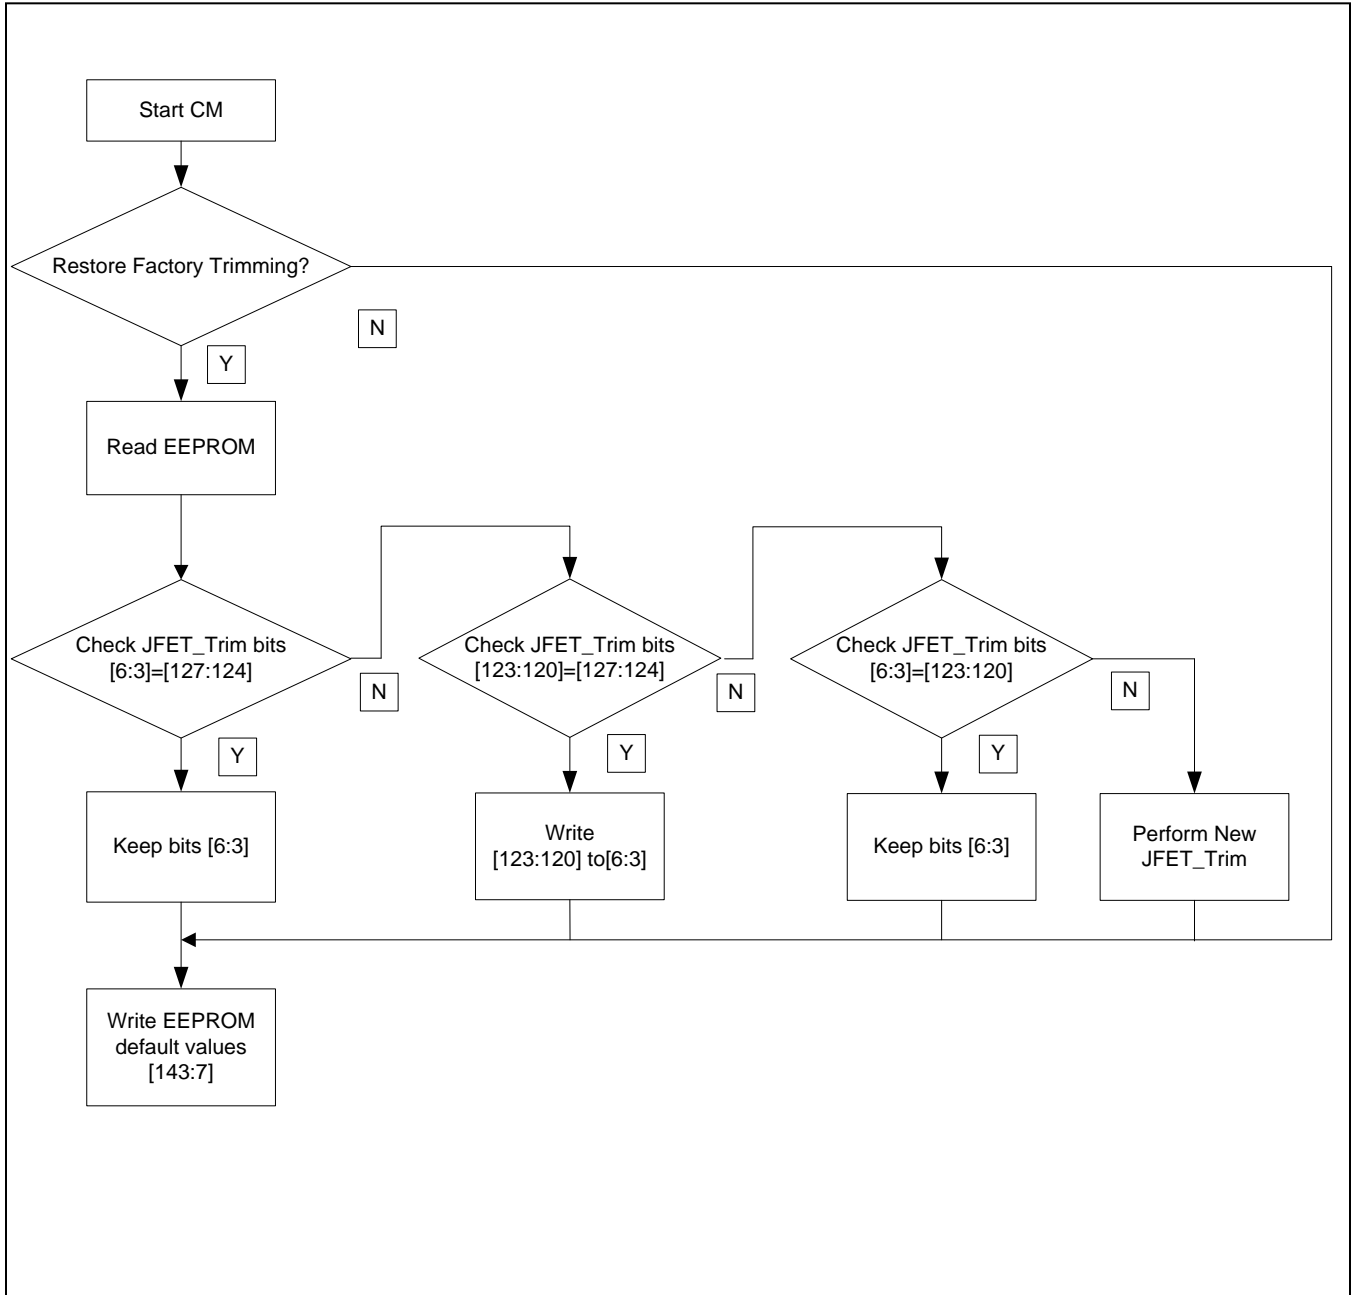 Start CM
Restore Factory Trimming?
N
Y
Read EEPROM
Check JFET_Trim bits
[6:3]=[127:124]
N
Y
Check JFET_Trim bits
[123:120]=[127:124]
N
Y
Check JFET_Trim bits
[6:3]=[123:120]
N
Y
Keep bits [6:3]
Write
[123:120] to[6:3]
Keep bits [6:3]
Perform New
JFET_Trim
Write EEPROM
default values
[143:7]